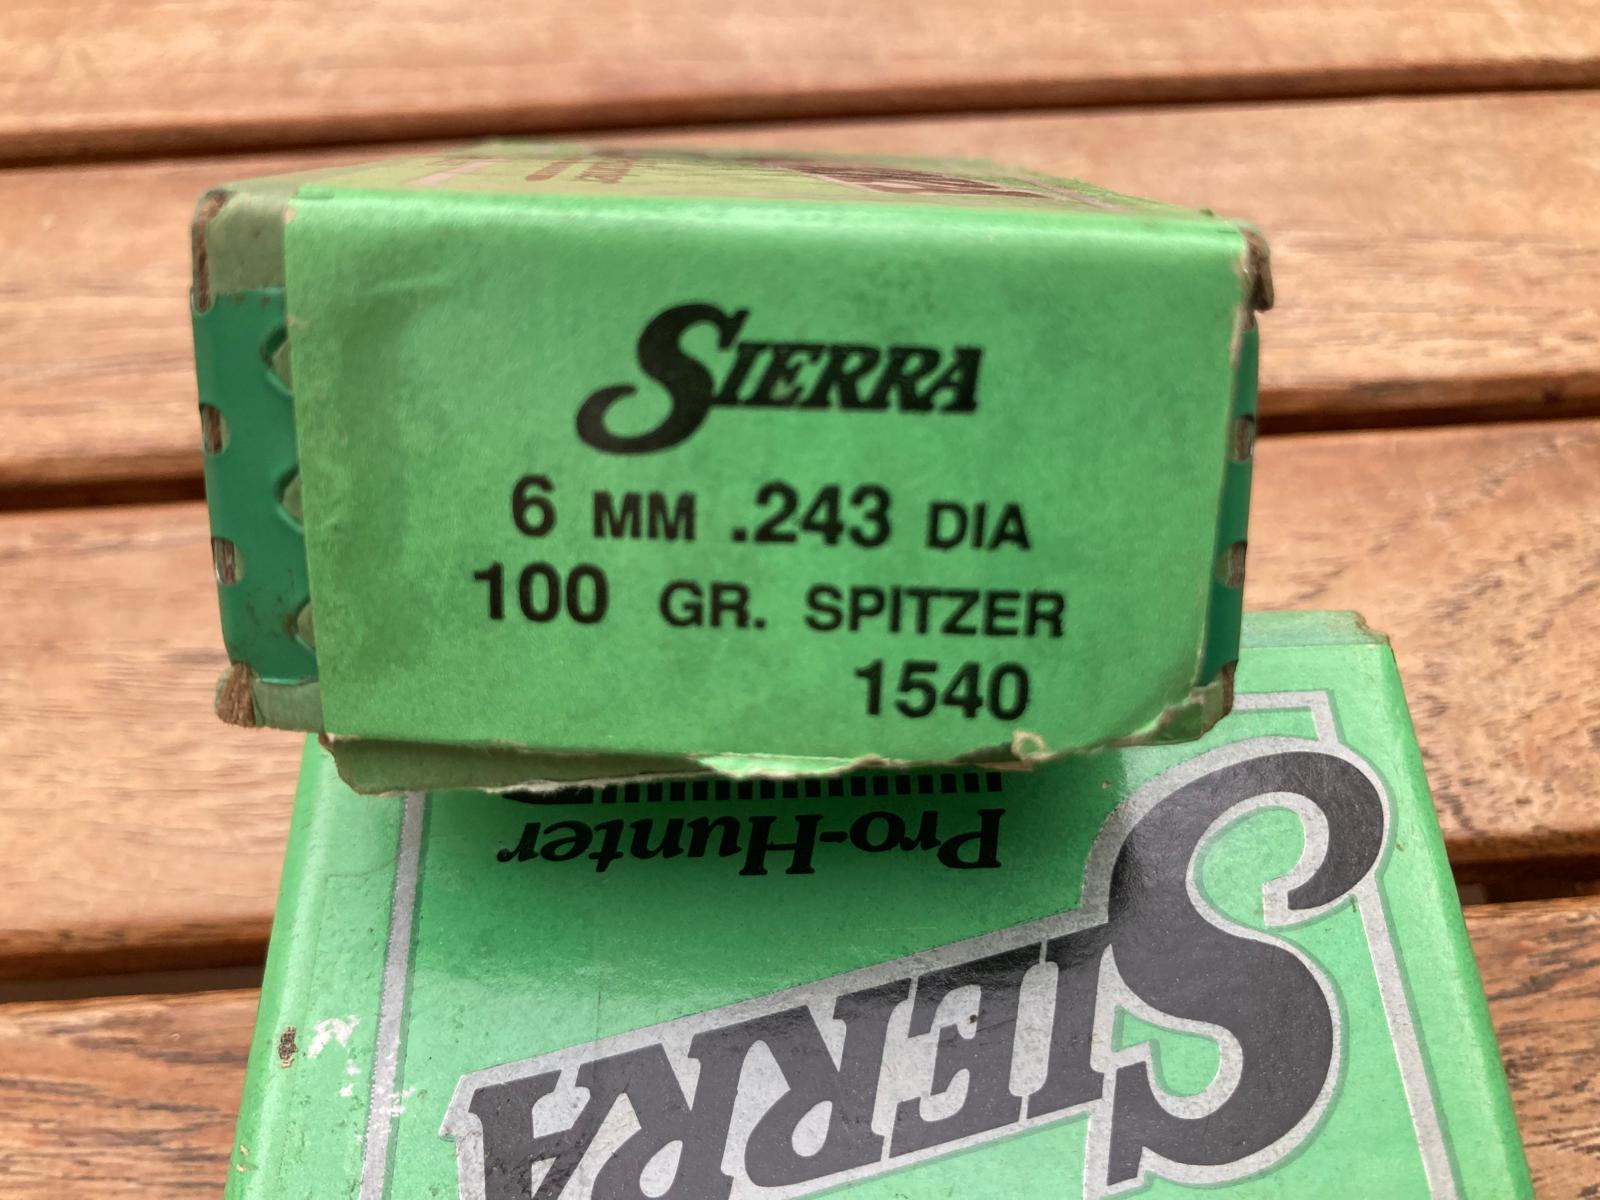 SIERRA
6 MM .243 DIA
100 GR. SPITZER
1540
Pro-Hunter
SIERRA